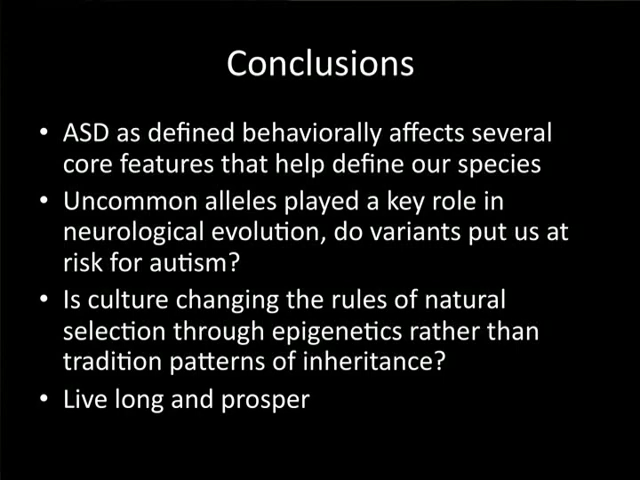 Conclusions
• ASD as defined behaviorally affects several
core features that help define our species
• Uncommon alleles played a key role in
neurological evolution, do variants put us at
risk for autism?
• Is culture changing the rules of natural
selection through epigenetics rather than
tradition patterns of inheritance?
• Live long and prosper